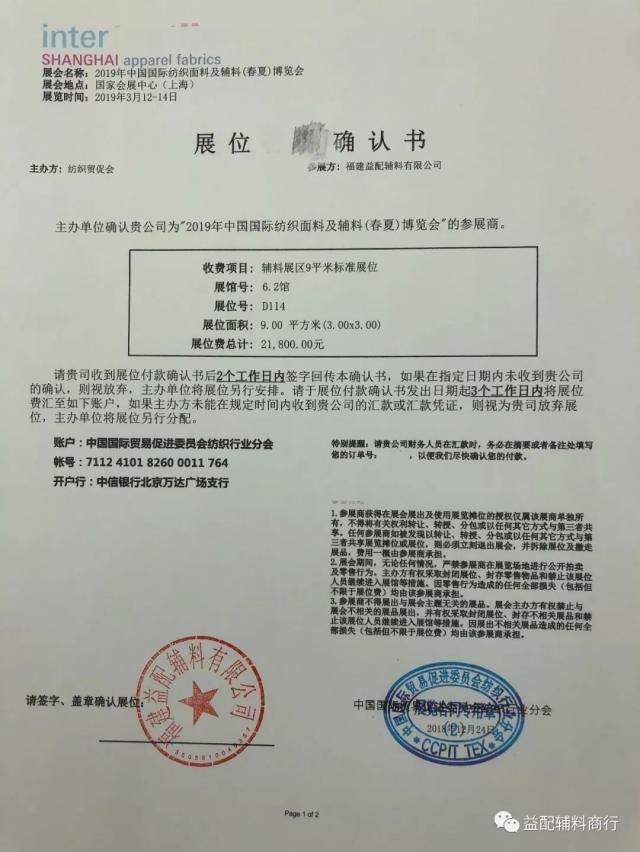 inter
SHANGHAI apparel fabrics
展会名称：2019年中国国际纺织面料及辅料(春夏)博览会
展会地点：国家会展中心（上海）
展览时间：2019年3月12-14日
展位 确认书
主办方：纺织贸促会 参展方：福建益配辅料有限公司
主办单位确认贵公司为"2019年中国国际纺织面料及辅料(春夏)博览会"的参展商。
收费项目：辅料展区9平米标准展位
展馆号：6.2馆
展位号：D114
展位面积：9.00 平方米(3.00x3.00)
展位费总计：21,800.00元
请贵司收到展位付款确认书后2个工作日内签字回传本确认书，如果在指定日期内未收到贵公司
的确认，则视放弃，主办单位将展位另行安排。请于展位付款确认书发出日期起3个工作日内将展位
费汇至如下账户，如果主办方未能在规定时间内收到贵公司的汇款或汇款凭证，则视为贵司放弃展
位，主办单位将展位另行分配。
账户：中国国际贸易促进委员会纺织行业分会
帐号：7112 4101 8260 0011 764
开户行：中信银行北京万达广场支行
特别提醒：请贵公司财务人员在汇款时，务必在摘要或者备注处填写
您的订单号： ，以便我们尽快确认您的付款。
1.参展商获得在展会展出及使用展览摊位的授权仅属该展商单独所
有，不得将有关权利转让、转授、分包或以任何其它方式与第三者共
享。任何参展商如被发现以转让、转授、分包或以任何其它方式与第
三者共享展览摊位或展位，则必须立刻退出展会，并拆除展位及撤走
展品，费用一概由参展商承担。
2.展会期间，无论任何情况，严禁参展商在展览场地进行公开拍卖
及零售行为。主办方有权采取封闭展位、封存零售物品和禁止该展位
人员继续进入展馆等措施。因零售行为造成的任何全部损失（包括但
不限于展位费）均由该参展商承担。
3.参展商不得展出与展会主题无关的展品。展会主办方有权禁止与
展会不相关的展品展出，并有权采取封闭展位、封存不相关展品和禁
止该展位人员继续进入展馆等措施。因展出不相关展品造成的任何全
部损失（包括但不限于展位费）均由该参展商承担。
请签字、盖章确认展位：
福建益配辅料有限公司
中国国际贸易促进委员会纺织行业分会
中国国际贸易促进委员会纺织行业分会
展览合同专用章
(2)
2018年12月24日
CCPIT TEX
Page 1 of 2
益配辅料商行